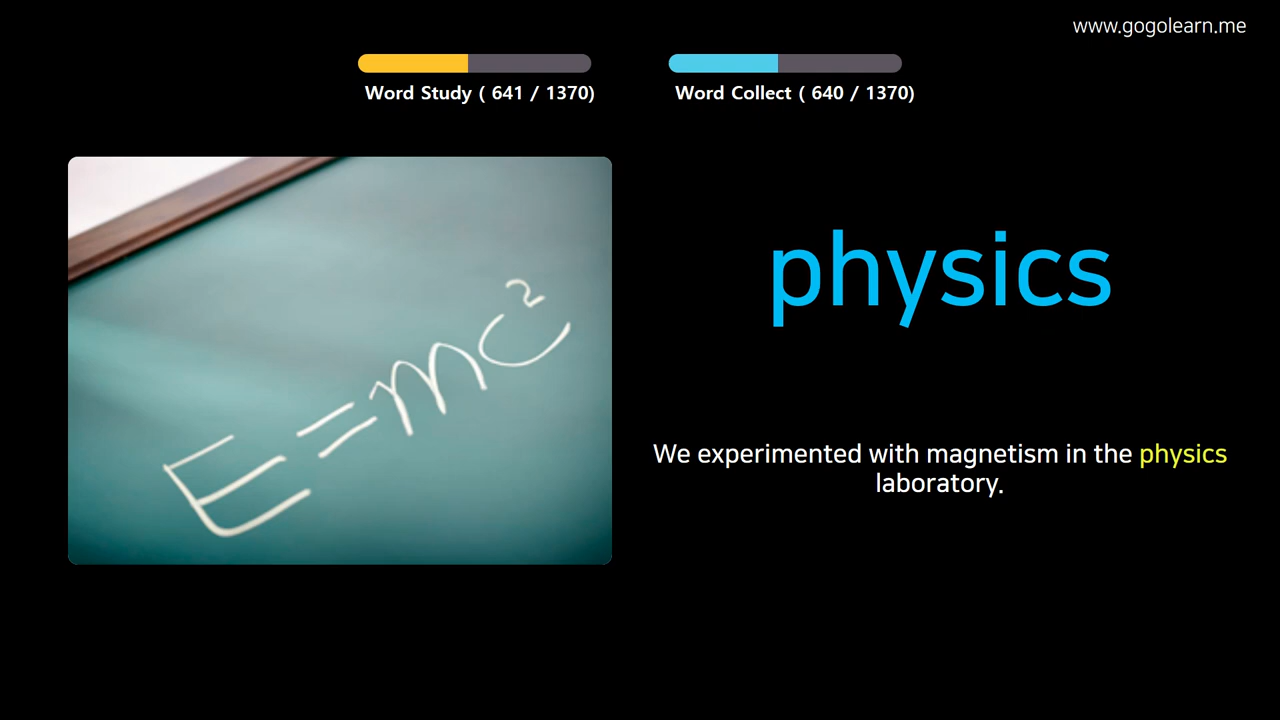 www.gogolearn.me
Word Study ( 641 / 1370)
Word Collect ( 640 / 1370)
E=mc²
physics
We experimented with magnetism in the physics
laboratory.